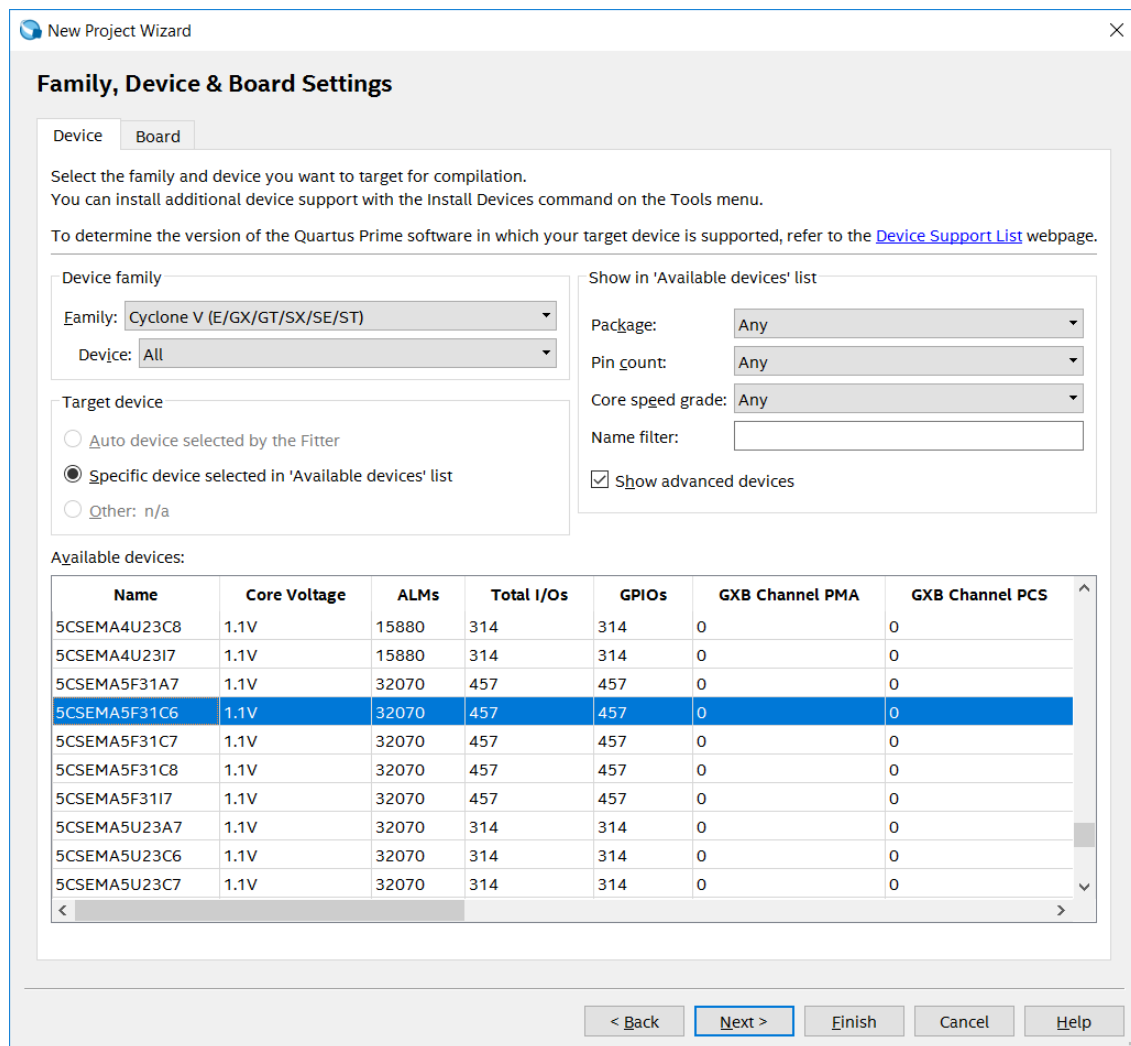 New Project Wizard
Family, Device & Board Settings
Device Board
Select the family and device you want to target for compilation.
You can install additional device support with the Install Devices command on the Tools menu.
To determine the version of the Quartus Prime software in which your target device is supported, refer to the Device Support List webpage.
Device family
Family: Cyclone V (E/GX/GT/SX/SE/ST)
Device: All
Target device
Auto device selected by the Fitter
Specific device selected in 'Available devices' list
Other: n/a
Show in 'Available devices' list
Package: Any
Pin count: Any
Core speed grade: Any
Name filter:
Show advanced devices
Available devices:
Name Core Voltage ALMs Total I/Os GPIOs GXB Channel PMA GXB Channel PCS
5CSEMA4U23C8 1.1V 15880 314 314 0 0
5CSEMA4U23I7 1.1V 15880 314 314 0 0
5CSEMA5F31A7 1.1V 32070 457 457 0 0
5CSEMA5F31C6 1.1V 32070 457 457 0 0
5CSEMA5F31C7 1.1V 32070 457 457 0 0
5CSEMA5F31C8 1.1V 32070 457 457 0 0
5CSEMA5F31I7 1.1V 32070 457 457 0 0
5CSEMA5U23A7 1.1V 32070 314 314 0 0
5CSEMA5U23C6 1.1V 32070 314 314 0 0
5CSEMA5U23C7 1.1V 32070 314 314 0 0
< Back Next > Finish Cancel Help